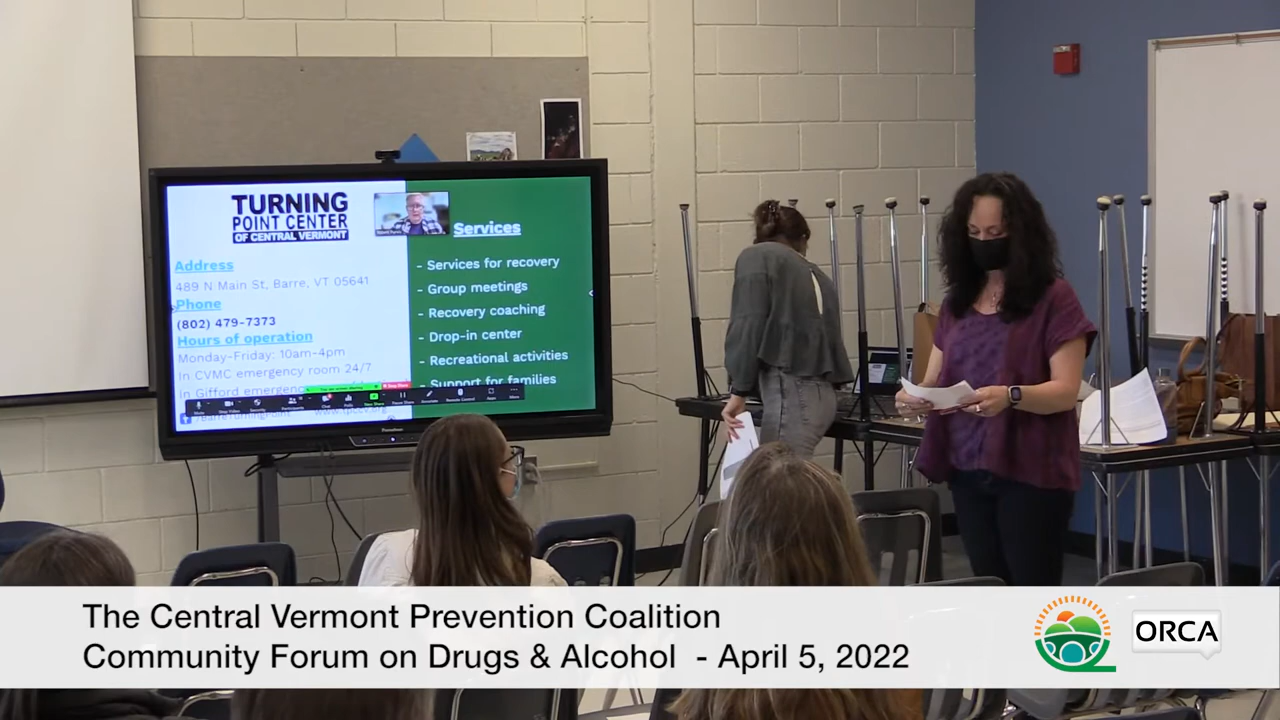 TURNING
POINT CENTER
OF CENTRAL VERMONT
Address
489 N Main St, Barre, VT 05641
Phone
(802) 479-7373
Hours of operation
Monday-Friday: 10am-4pm
In CVMC emergency room 24/7
In Gifford emergenc
Services
- Services for recovery
- Group meetings
- Recovery coaching
- Drop-in center
- Recreational activities
- Support for families
The Central Vermont Prevention Coalition
Community Forum on Drugs & Alcohol - April 5, 2022
ORCA